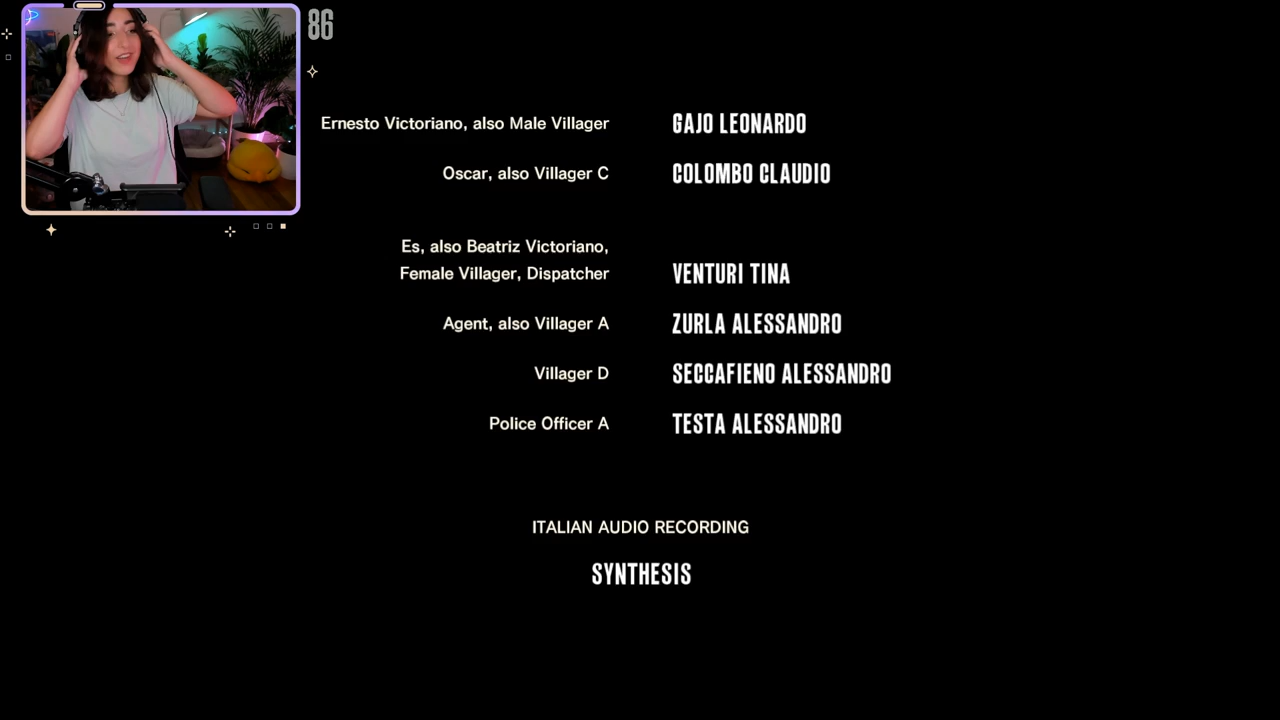 86
Ernesto Victoriano, also Male Villager GAJO LEONARDO
Oscar, also Villager C COLOMBO CLAUDIO
Es, also Beatriz Victoriano,
Female Villager, Dispatcher VENTURI TINA
Agent, also Villager A ZURLA ALESSANDRO
Villager D SECCAFIENO ALESSANDRO
Police Officer A TESTA ALESSANDRO
ITALIAN AUDIO RECORDING
SYNTHESIS